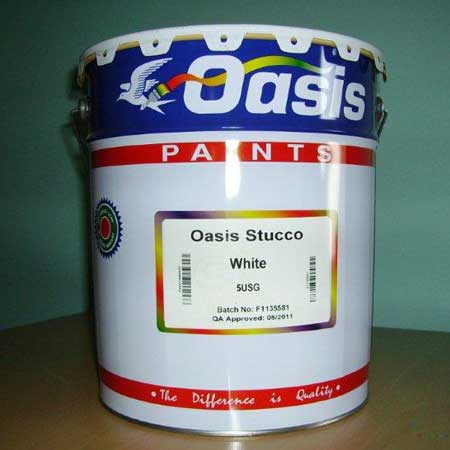 Oasis
PAINTS
Oasis Stucco
White
5USG
Batch No: F1135581
QA Approved: 08/2011
• The Difference is Quality •